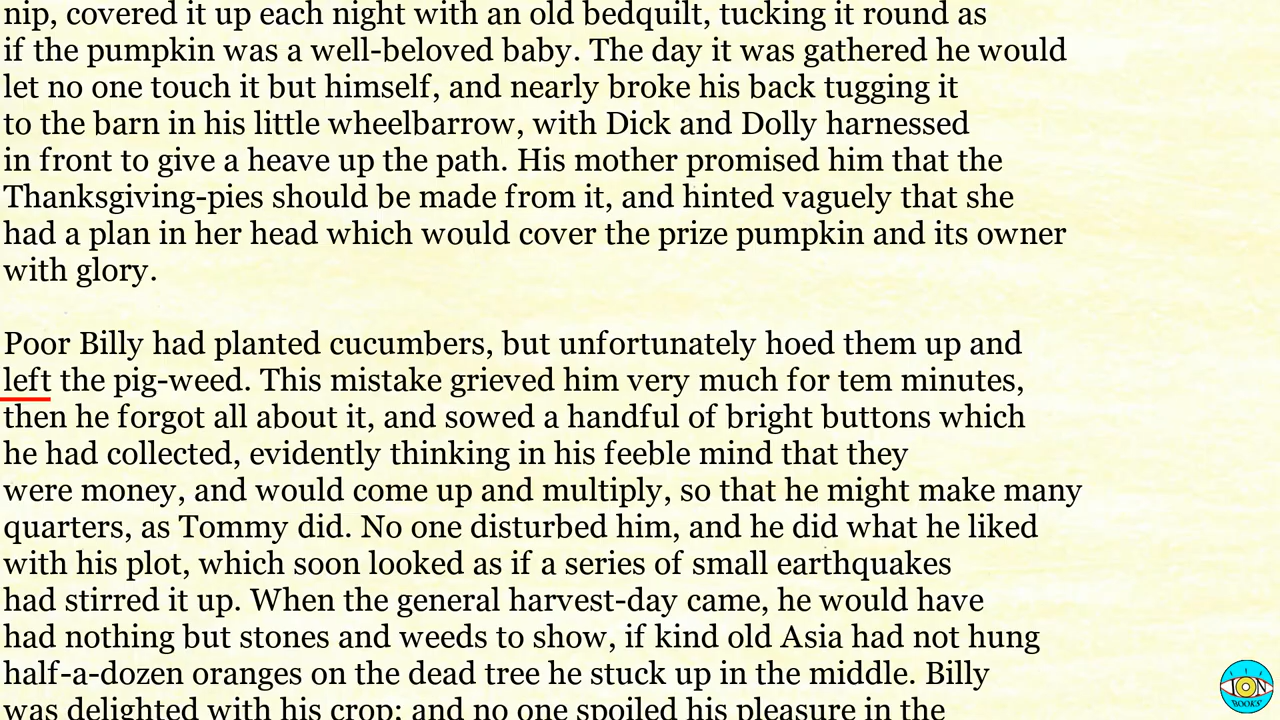 nip, covered it up each night with an old bedquilt, tucking it round as
if the pumpkin was a well-beloved baby. The day it was gathered he would
let no one touch it but himself, and nearly broke his back tugging it
to the barn in his little wheelbarrow, with Dick and Dolly harnessed
in front to give a heave up the path. His mother promised him that the
Thanksgiving-pies should be made from it, and hinted vaguely that she
had a plan in her head which would cover the prize pumpkin and its owner
with glory.
Poor Billy had planted cucumbers, but unfortunately hoed them up and
left the pig-weed. This mistake grieved him very much for tem minutes,
then he forgot all about it, and sowed a handful of bright buttons which
he had collected, evidently thinking in his feeble mind that they
were money, and would come up and multiply, so that he might make many
quarters, as Tommy did. No one disturbed him, and he did what he liked
with his plot, which soon looked as if a series of small earthquakes
had stirred it up. When the general harvest-day came, he would have
had nothing but stones and weeds to show, if kind old Asia had not hung
half-a-dozen oranges on the dead tree he stuck up in the middle. Billy
was delighted with his crop; and no one spoiled his pleasure in the
ION
BOOKS